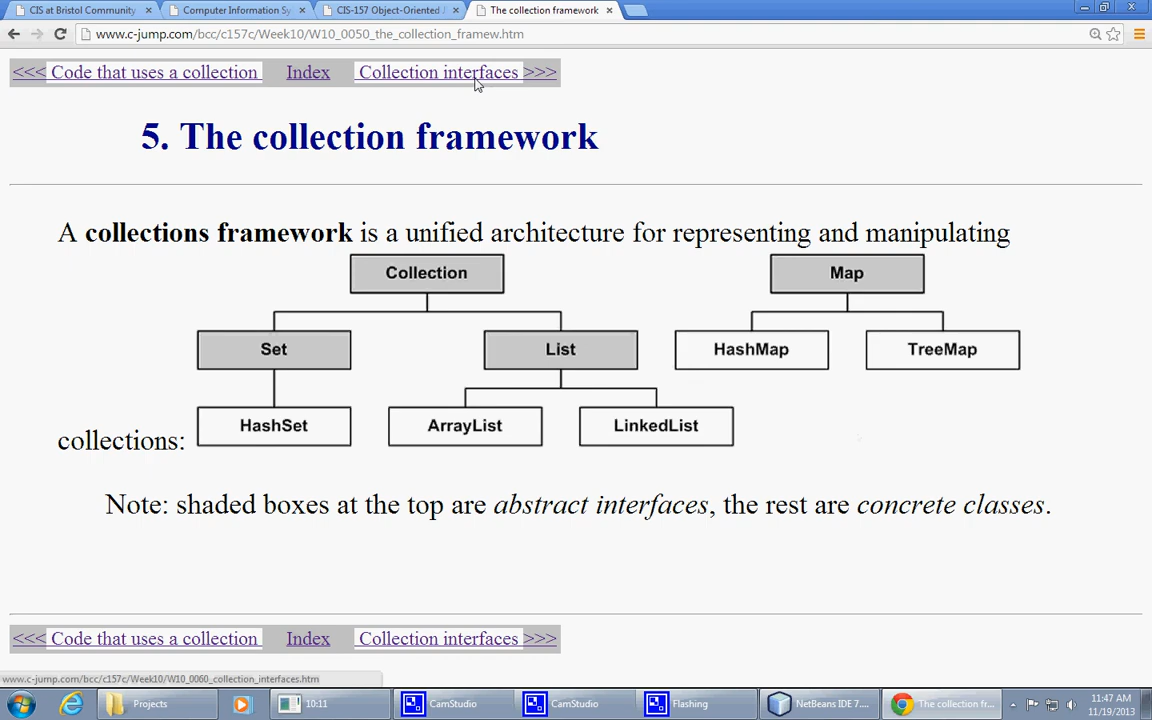 CIS at Bristol Community
Computer Information Sy
CIS-157 Object-Oriented J
The collection framework
www.c-jump.com/bcc/c157c/Week10/W10_0050_the_collection_framew.htm
<<< Code that uses a collection Index Collection interfaces >>>
5. The collection framework
A collections framework is a unified architecture for representing and manipulating
Collection Map
Set List HashMap TreeMap
HashSet ArrayList LinkedList
collections:
Note: shaded boxes at the top are abstract interfaces, the rest are concrete classes.
<<< Code that uses a collection Index Collection interfaces >>>
www.c-jump.com/bcc/c157c/Week10/W10_0060_collection_interfaces.htm
Projects 10:11 CamStudio CamStudio Flashing NetBeans IDE 7.... The collection fr...
11:47 AM
11/19/2013